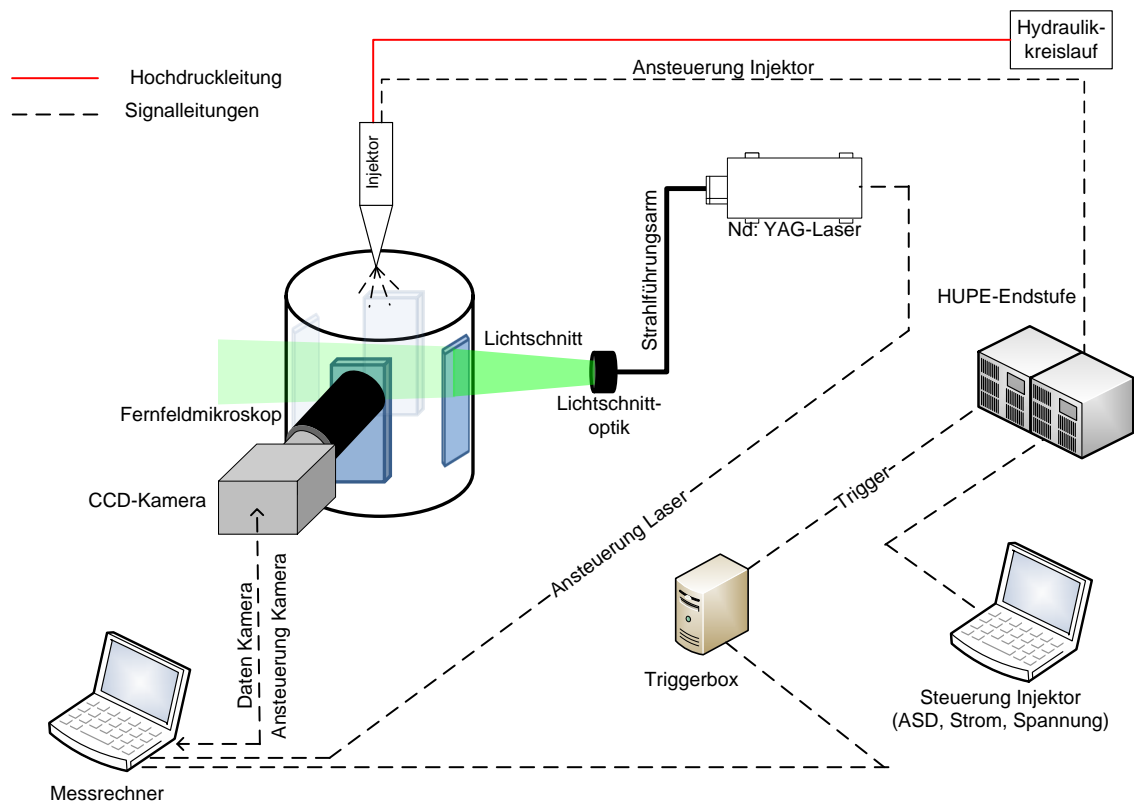 Hydraulik-
kreislauf
Ansteuerung Injektor
Hochdruckleitung
Signalleitungen
Injektor
Nd: YAG-Laser
Strahlführungsarm
HUPE-Endstufe
Lichtschnitt
Lichtschnitt-
optik
Fernfeldmikroskop
CCD-Kamera
Trigger
Ansteuerung Laser
Daten Kamera
Ansteuerung Kamera
Triggerbox
Steuerung Injektor
(ASD, Strom, Spannung)
Messrechner